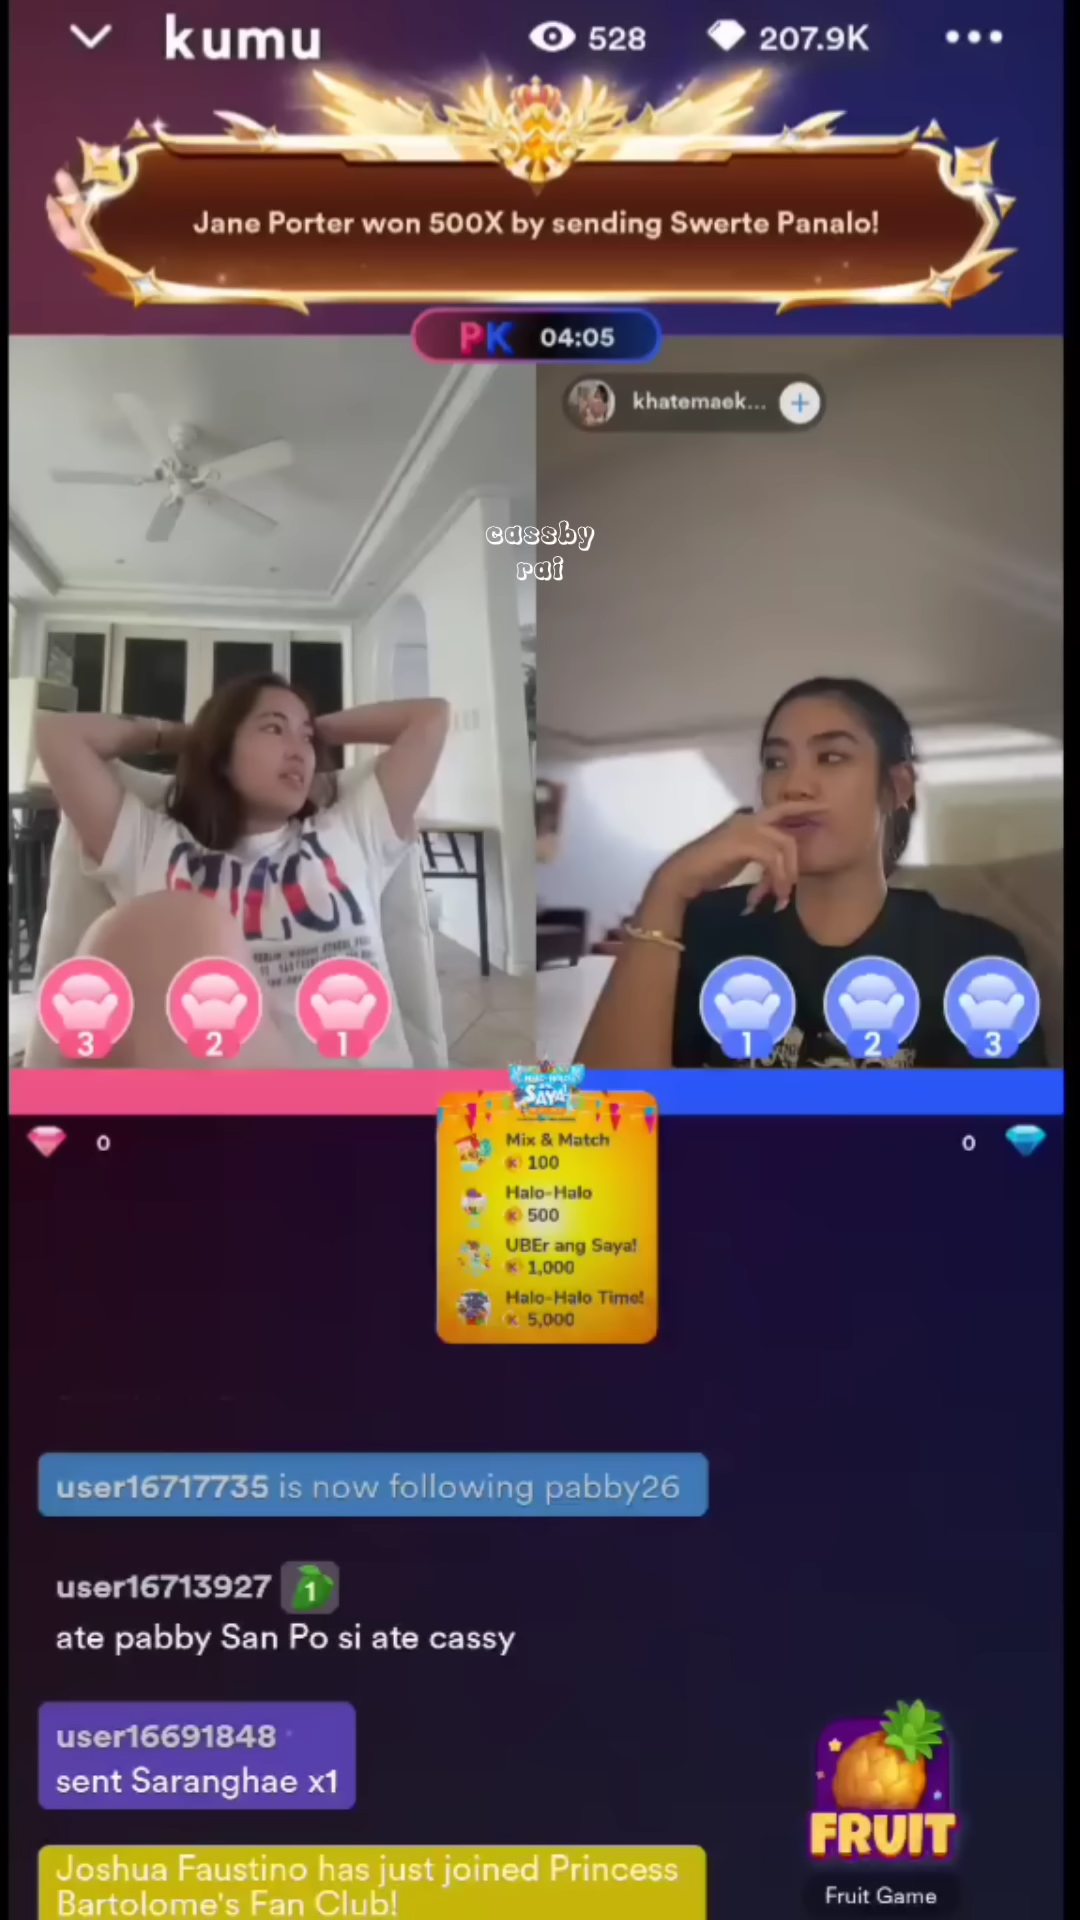 kumu
528
207.9K
Jane Porter won 500X by sending Swerte Panalo!
PK 04:05
khatemaek...
cassby
rai
GUCCI
3
2
1
1
2
3
SAYA!
0
0
Mix & Match
100
Halo-Halo
500
UBEr ang Saya!
1,000
Halo-Halo Time!
5,000
user16717735 is now following pabby26
user16713927 1
ate pabby San Po si ate cassy
user16691848
sent Saranghae x1
FRUIT
Fruit Game
Joshua Faustino has just joined Princess
Bartolome's Fan Club!